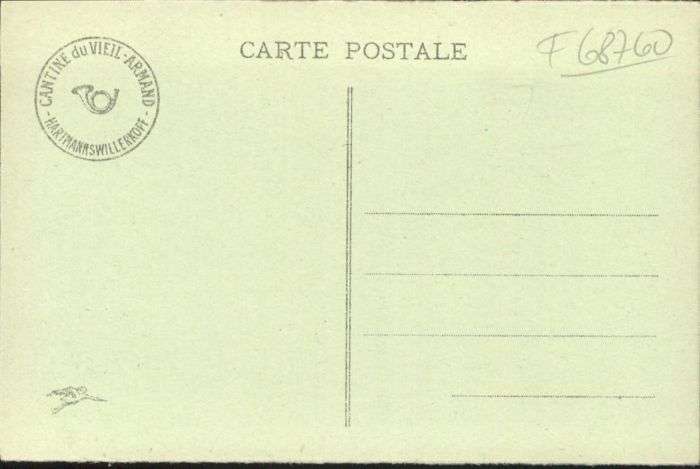 CARTE POSTALE
F 68760
- CANTINE du VIEIL-ARMAND -
HARTMANNSWILLERKOPF